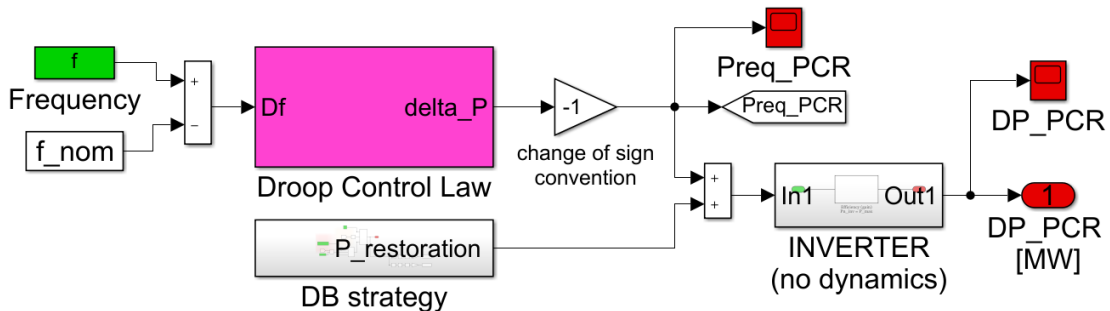 f
Frequency
f_nom
+
−
Df
delta_P
Droop Control Law
-1
change of sign
convention
Preq_PCR
Preq_PCR
P_restoration
DB strategy
+
+
In1
Out1
INVERTER
(no dynamics)
DP_PCR
1
DP_PCR
[MW]